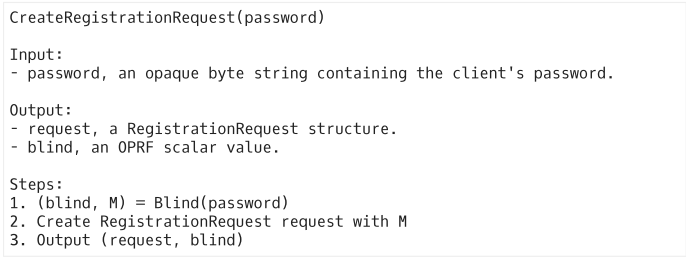 CreateRegistrationRequest(password)
Input:
- password, an opaque byte string containing the client's password.
Output:
- request, a RegistrationRequest structure.
- blind, an OPRF scalar value.
Steps:
1. (blind, M) = Blind(password)
2. Create RegistrationRequest request with M
3. Output (request, blind)